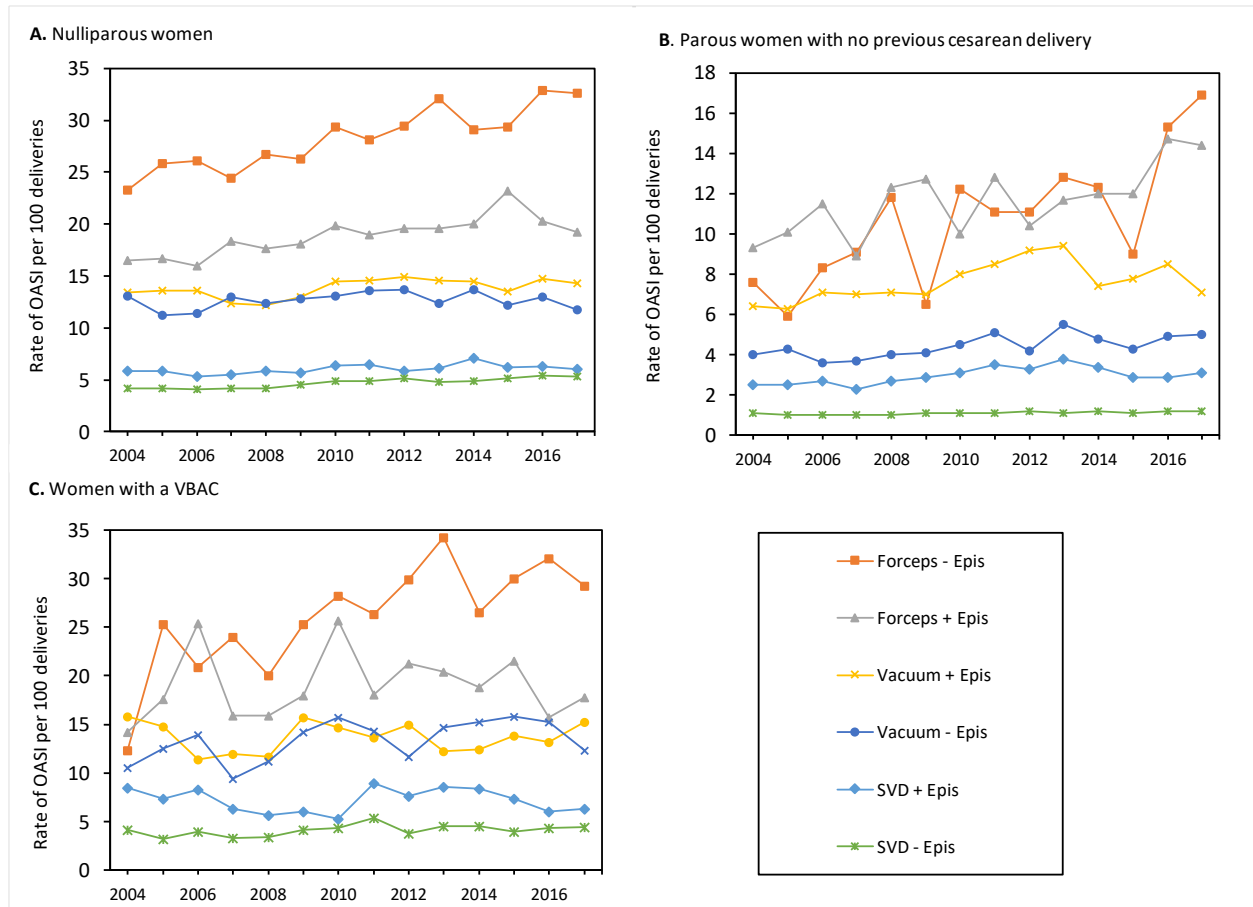 A. Nulliparous women
Rate of OASI per 100 deliveries
35
30
25
20
15
10
5
0
2004 2006 2008 2010 2012 2014 2016
B. Parous women with no previous cesarean delivery
Rate of OASI per 100 deliveries
18
16
14
12
10
8
6
4
2
0
2004 2006 2008 2010 2012 2014 2016
C. Women with a VBAC
Rate of OASI per 100 deliveries
35
30
25
20
15
10
5
0
2004 2006 2008 2010 2012 2014 2016
Forceps - Epis
Forceps + Epis
Vacuum + Epis
Vacuum - Epis
SVD + Epis
SVD - Epis